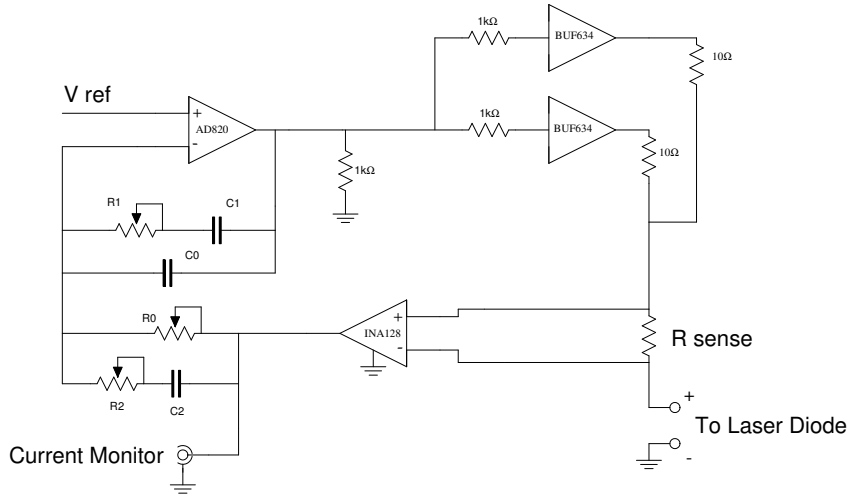 1kΩ
BUF634
10Ω
V ref
+
AD820
-
1kΩ
BUF634
10Ω
1kΩ
R1
C1
C0
R0
+
INA128
-
R sense
R2
C2
+
To Laser Diode
-
Current Monitor